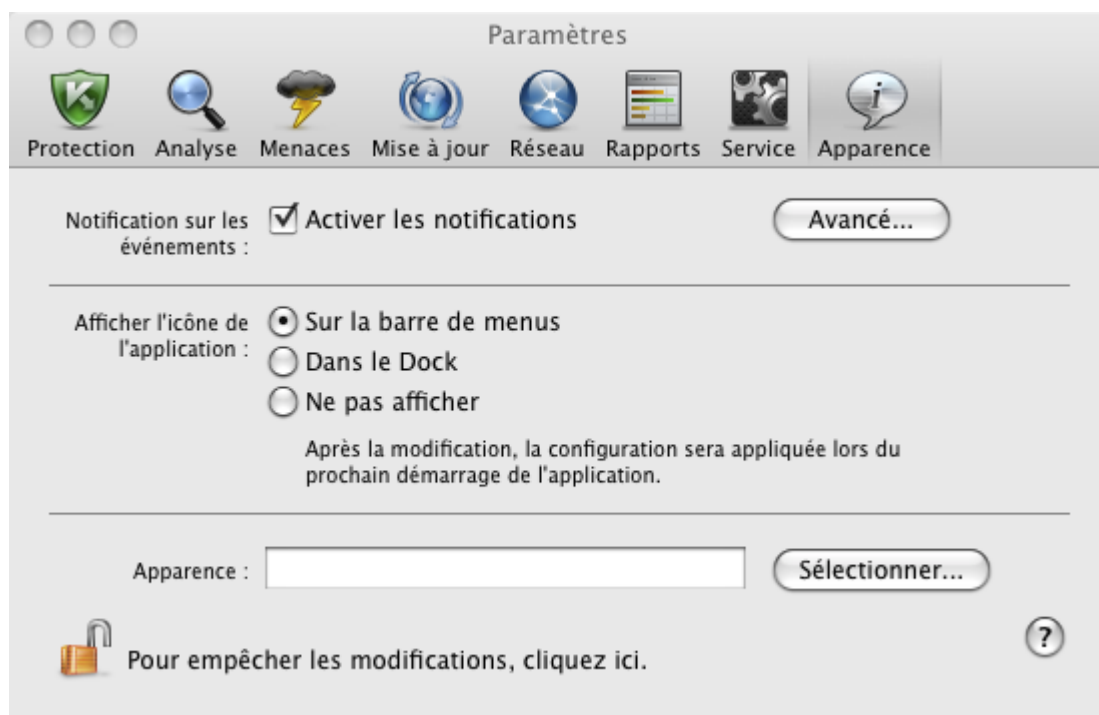 Paramètres
Protection Analyse Menaces Mise à jour Réseau Rapports Service Apparence
Notification sur les événements :
Activer les notifications
Avancé...
Afficher l'icône de l'application :
Sur la barre de menus
Dans le Dock
Ne pas afficher
Après la modification, la configuration sera appliquée lors du
prochain démarrage de l'application.
Apparence :
Sélectionner...
Pour empêcher les modifications, cliquez ici.
?